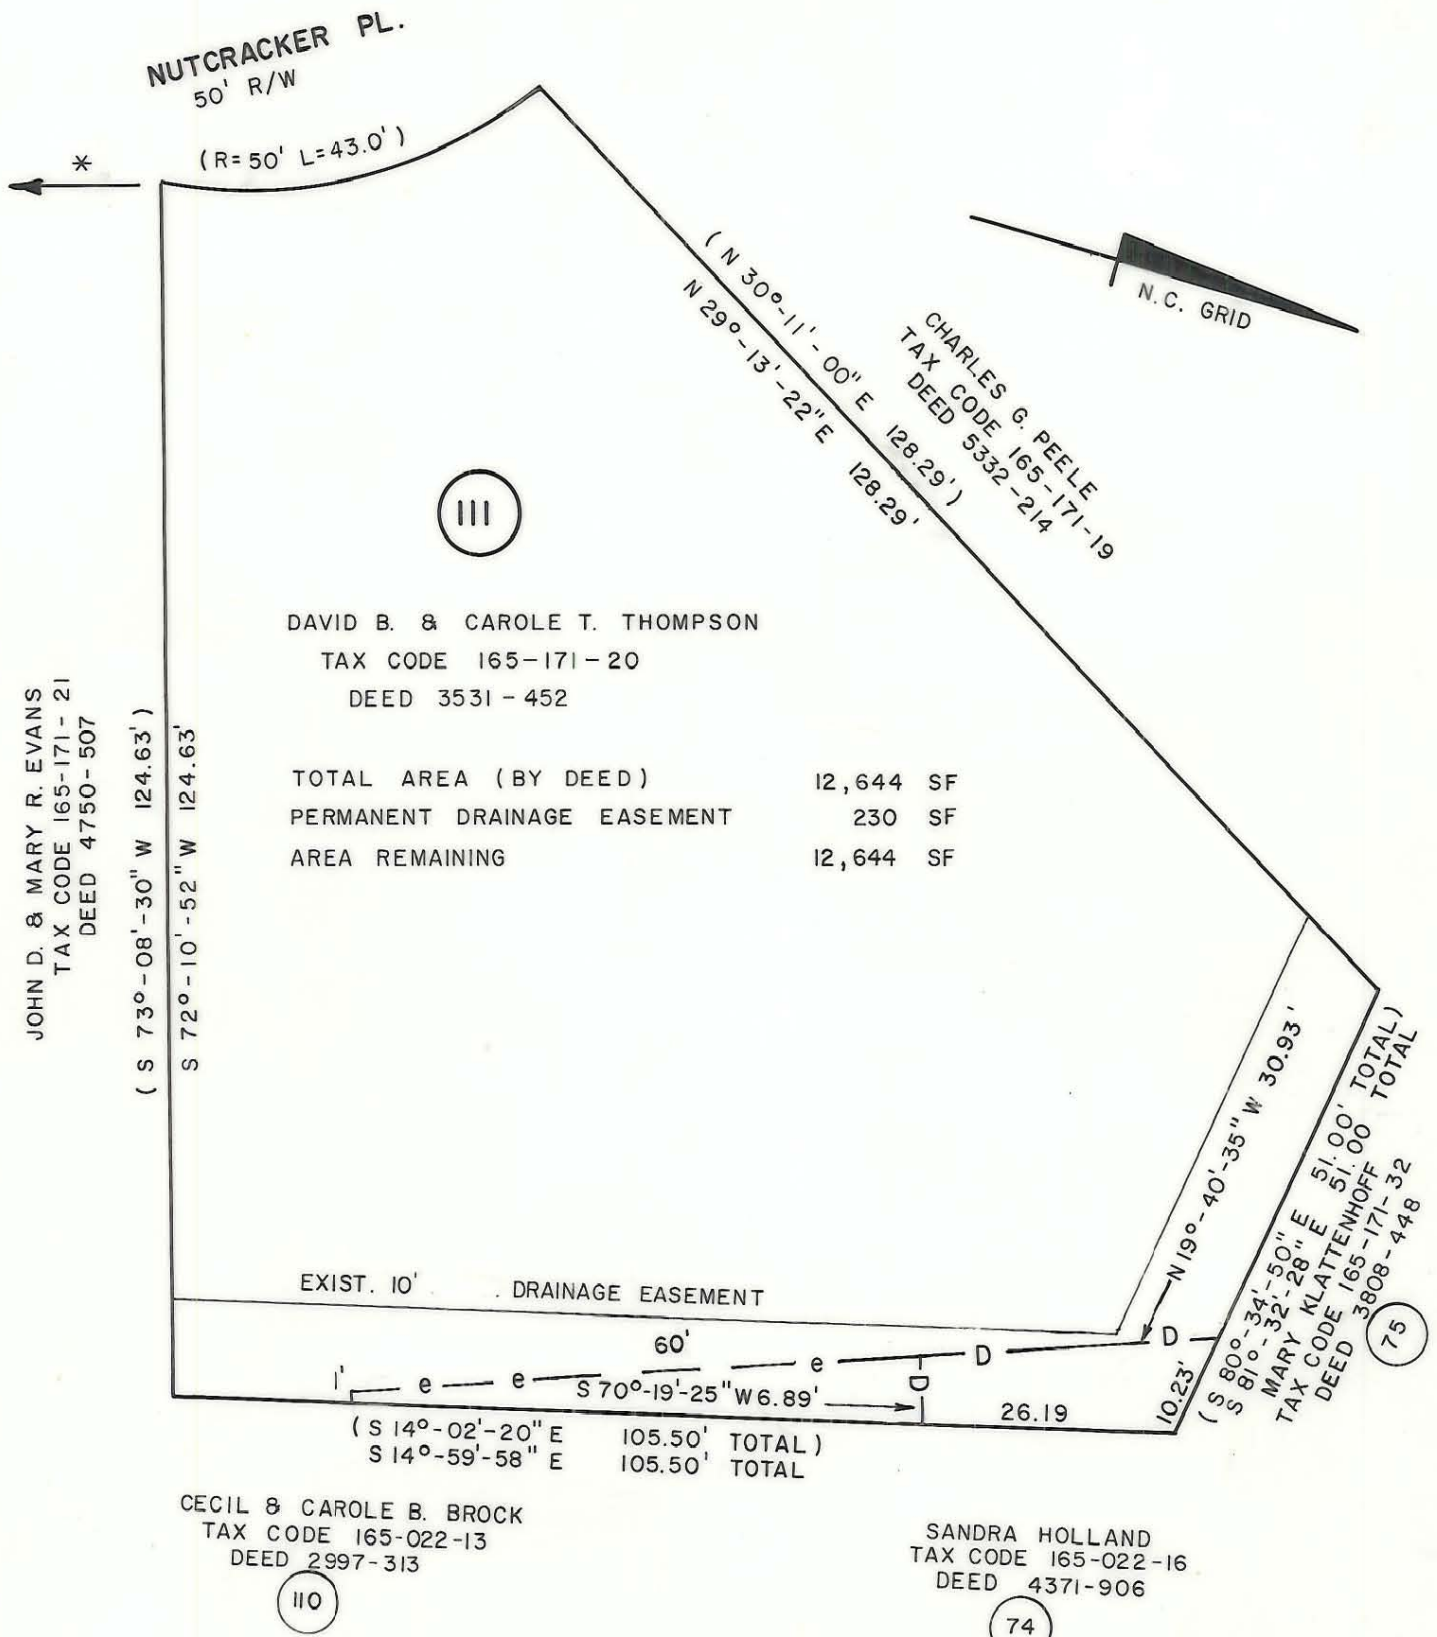 NUTCRACKER PL.
50' R/W
(R=50' L=43.0')
*
N.C. GRID
(N 30°-11'-00" E 128.29')
N 29°-13'-22" E 128.29'
CHARLES G. PEELE
TAX CODE 165-171-19
DEED 5332-214
111
DAVID B. & CAROLE T. THOMPSON
TAX CODE 165-171-20
DEED 3531-452
TOTAL AREA (BY DEED) 12,644 SF
PERMANENT DRAINAGE EASEMENT 230 SF
AREA REMAINING 12,644 SF
JOHN D. & MARY R. EVANS
TAX CODE 165-171-21
DEED 4750-507
(S 73°-08'-30" W 124.63')
S 72°-10'-52" W 124.63'
N 19°-40'-35" W 30.93'
(S 80°-34'-50" E 51.00' TOTAL)
S 81°-32'-28" E 51.00 TOTAL
MARY KLATTENHOFF
TAX CODE 165-171-32
DEED 3808-448
75
EXIST. 10' DRAINAGE EASEMENT
60'
D D
1' e e e
D
S 70°-19'-25" W 6.89'
26.19
10.23'
(S 14°-02'-20" E 105.50' TOTAL)
S 14°-59'-58" E 105.50' TOTAL
CECIL & CAROLE B. BROCK
TAX CODE 165-022-13
DEED 2997-313
110
SANDRA HOLLAND
TAX CODE 165-022-16
DEED 4371-906
74